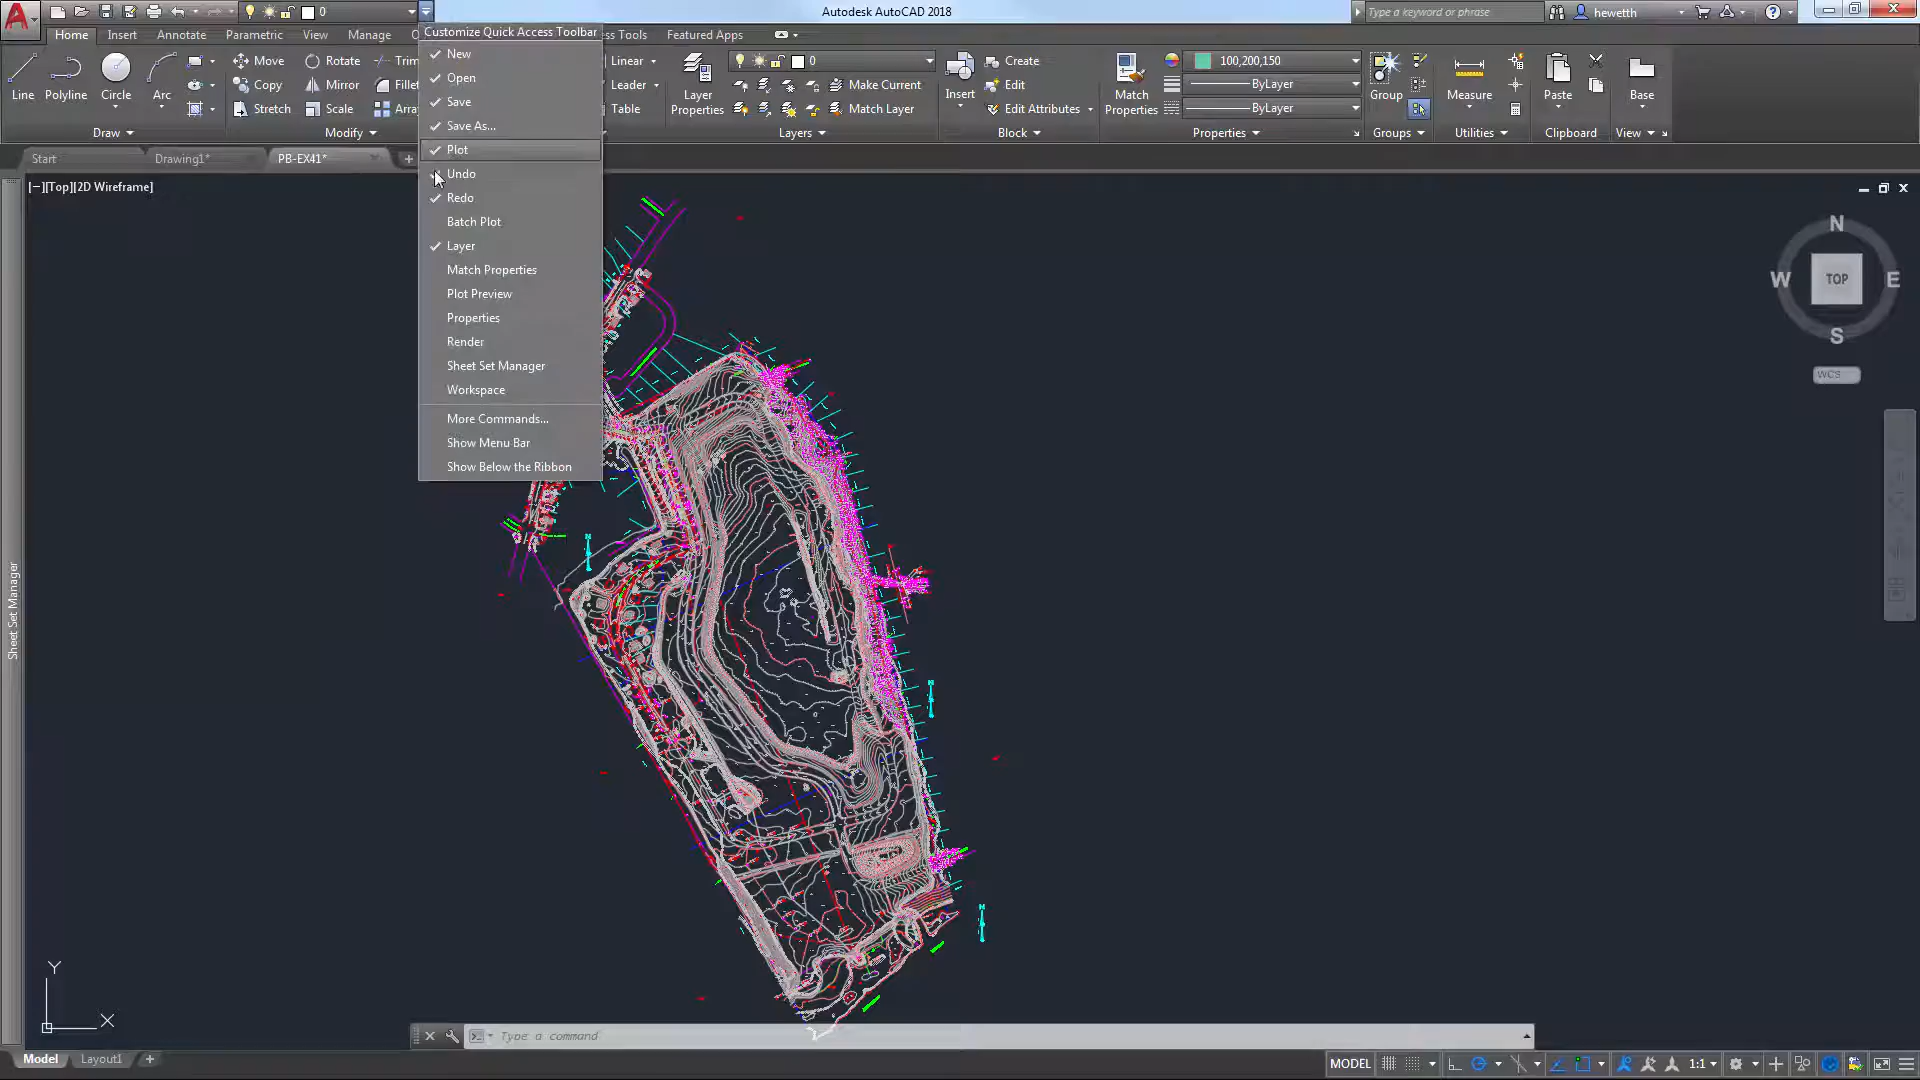 A
0
Autodesk AutoCAD 2018
Type a keyword or phrase
hewetth
?
Home
Insert
Annotate
Parametric
View
Manage
O
ss Tools
Featured Apps
Line
Polyline
Circle
Arc
Draw
Move
Copy
Stretch
Rotate
Mirror
Scale
Trim
Fillet
Array
Modify
Linear
Leader
Table
Layer
Properties
0
Make Current
Match Layer
Layers
Insert
Create
Edit
Edit Attributes
Block
Match
Properties
100,200,150
ByLayer
ByLayer
Properties
Group
Groups
Measure
Utilities
Paste
Clipboard
Base
View
Customize Quick Access Toolbar
New
Open
Save
Save As...
Plot
Undo
Redo
Batch Plot
Layer
Match Properties
Plot Preview
Properties
Render
Sheet Set Manager
Workspace
More Commands...
Show Menu Bar
Show Below the Ribbon
Start
Drawing1*
PB-EX41*
[−][Top][2D Wireframe]
N
W
TOP
E
S
WCS
Sheet Set Manager
Y
X
Type a command
Model
Layout1
MODEL
1:1